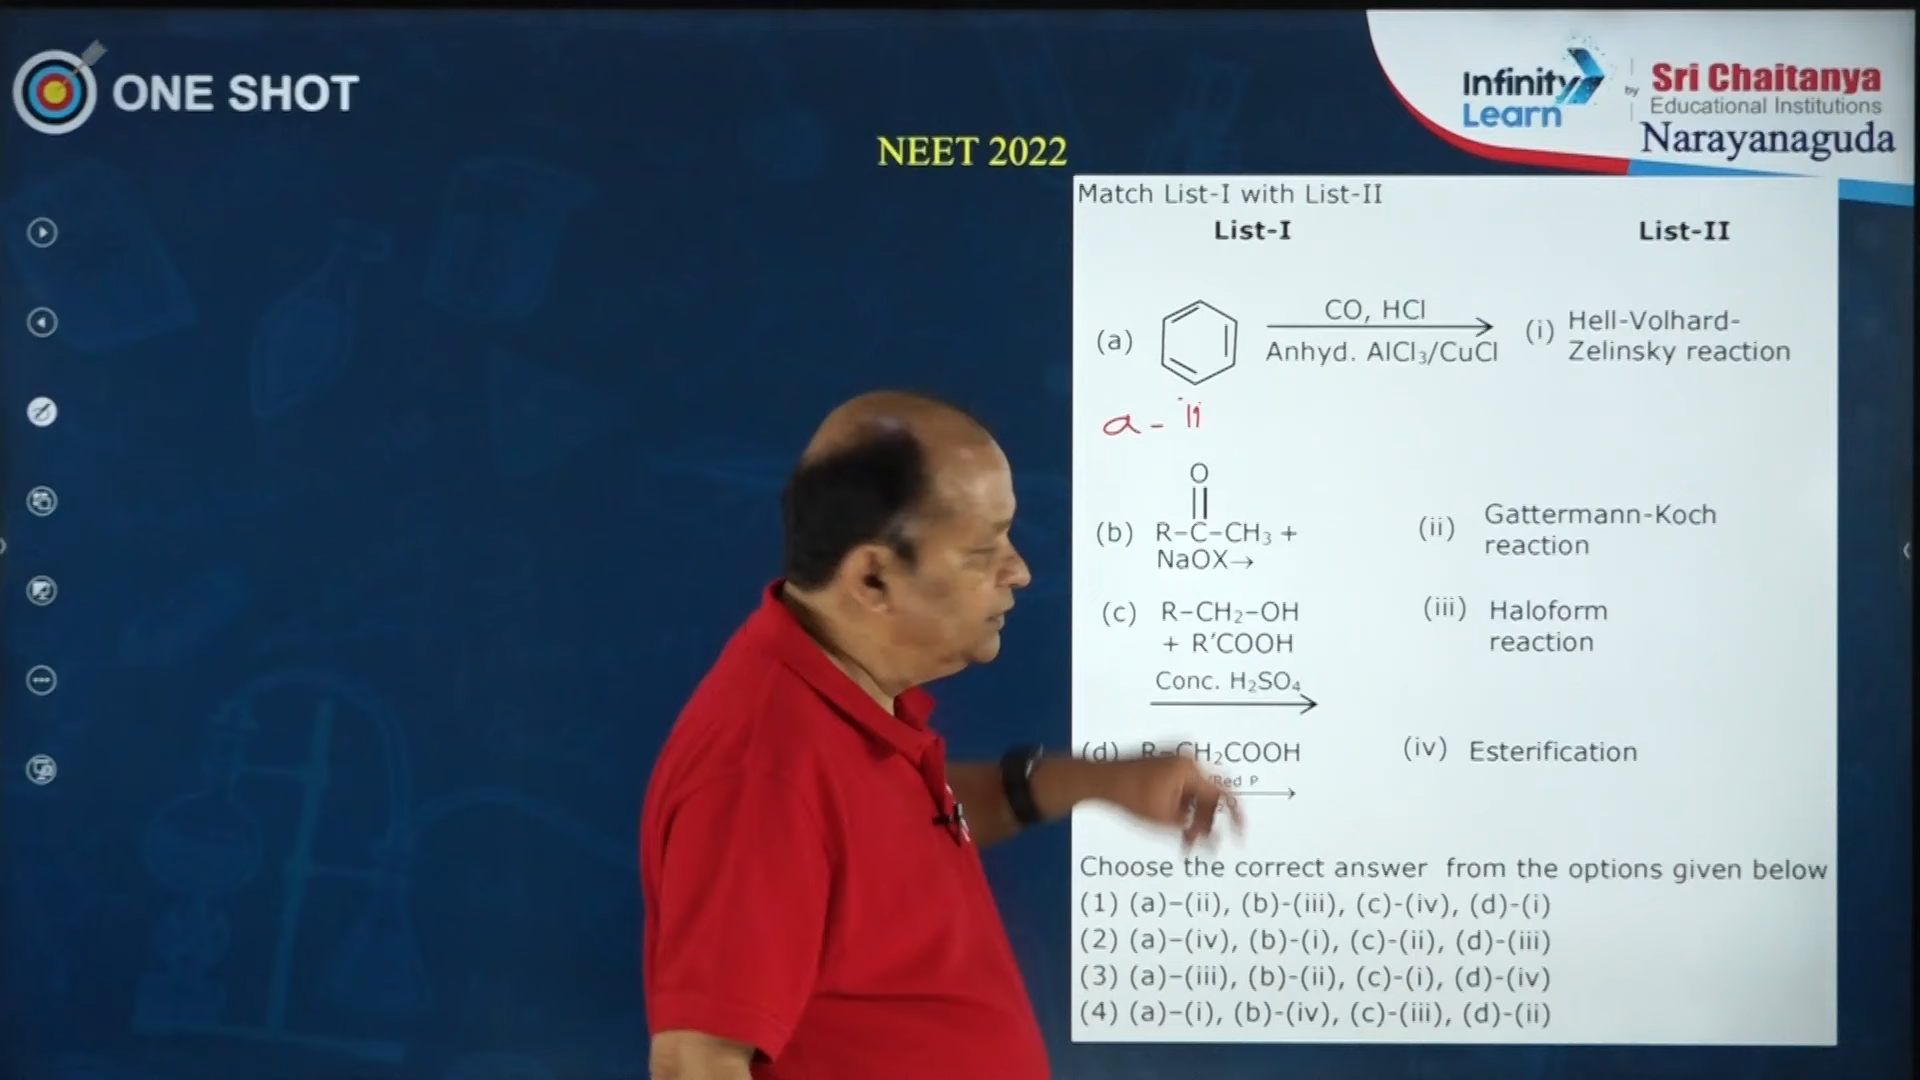 ONE SHOT
Infinity Learn
by
Sri Chaitanya
Educational Institutions
Narayanaguda
NEET 2022
Match List-I with List-II
List-I List-II
(a) CO, HCl
Anhyd. AlCl₃/CuCl
(i) Hell-Volhard-
Zelinsky reaction
a - ii
O
(b) R–C–CH₃ +
NaOX→
(ii) Gattermann-Koch
reaction
(c) R–CH₂–OH
+ R′COOH
Conc. H₂SO₄
(iii) Haloform
reaction
(d) R–CH₂COOH
Red P
(iv) Esterification
Choose the correct answer from the options given below
(1) (a)–(ii), (b)-(iii), (c)-(iv), (d)-(i)
(2) (a)–(iv), (b)-(i), (c)-(ii), (d)-(iii)
(3) (a)–(iii), (b)-(ii), (c)-(i), (d)-(iv)
(4) (a)–(i), (b)-(iv), (c)-(iii), (d)-(ii)